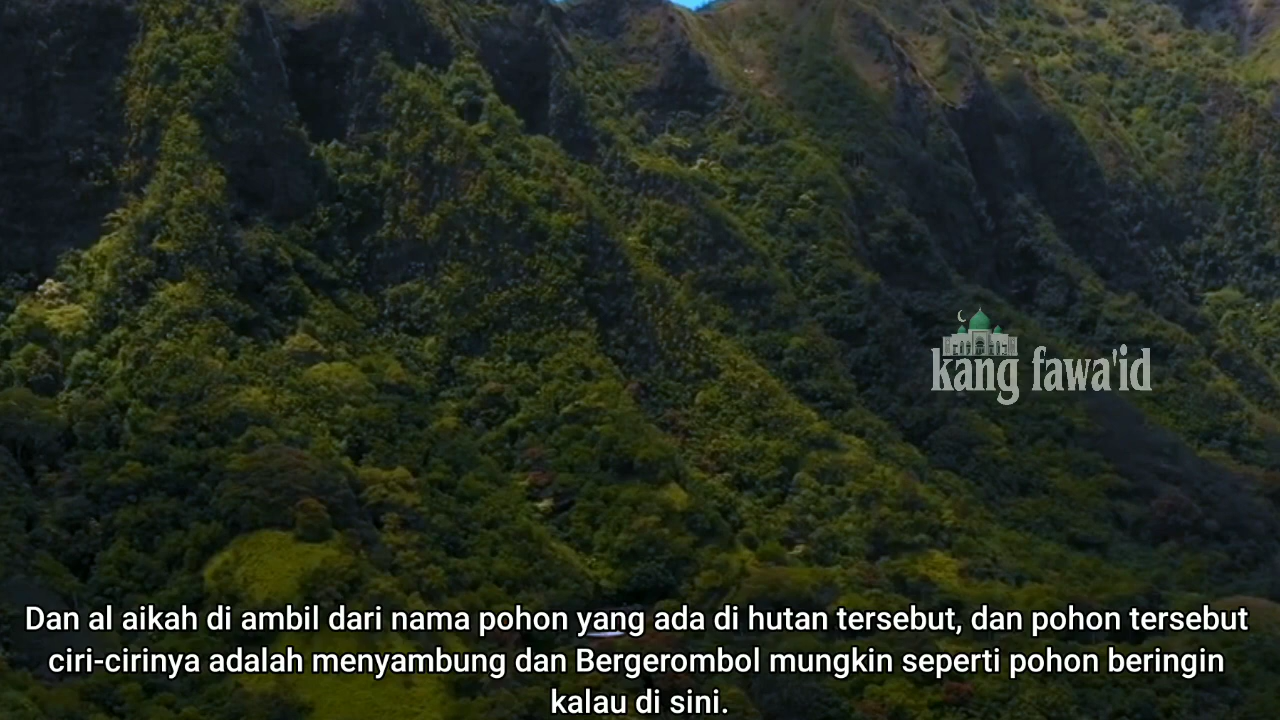 kang fawa'id
Dan al aikah di ambil dari nama pohon yang ada di hutan tersebut, dan pohon tersebut
ciri-cirinya adalah menyambung dan Bergerombol mungkin seperti pohon beringin
kalau di sini.